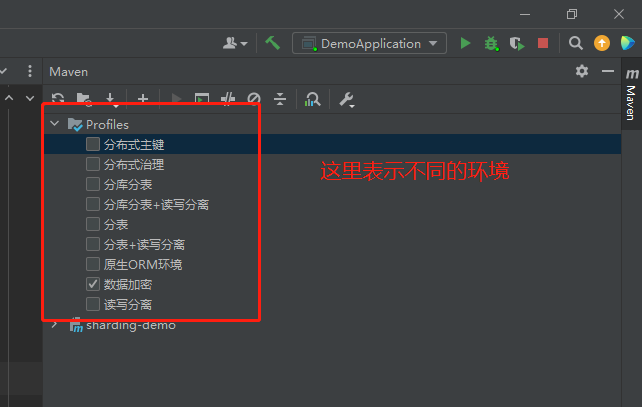 DemoApplication
Maven
m
Maven
Profiles
分布式主键
分布式治理
分库分表
分库分表+读写分离
分表
分表+读写分离
原生ORM环境
数据加密
读写分离
sharding-demo
这里表示不同的环境